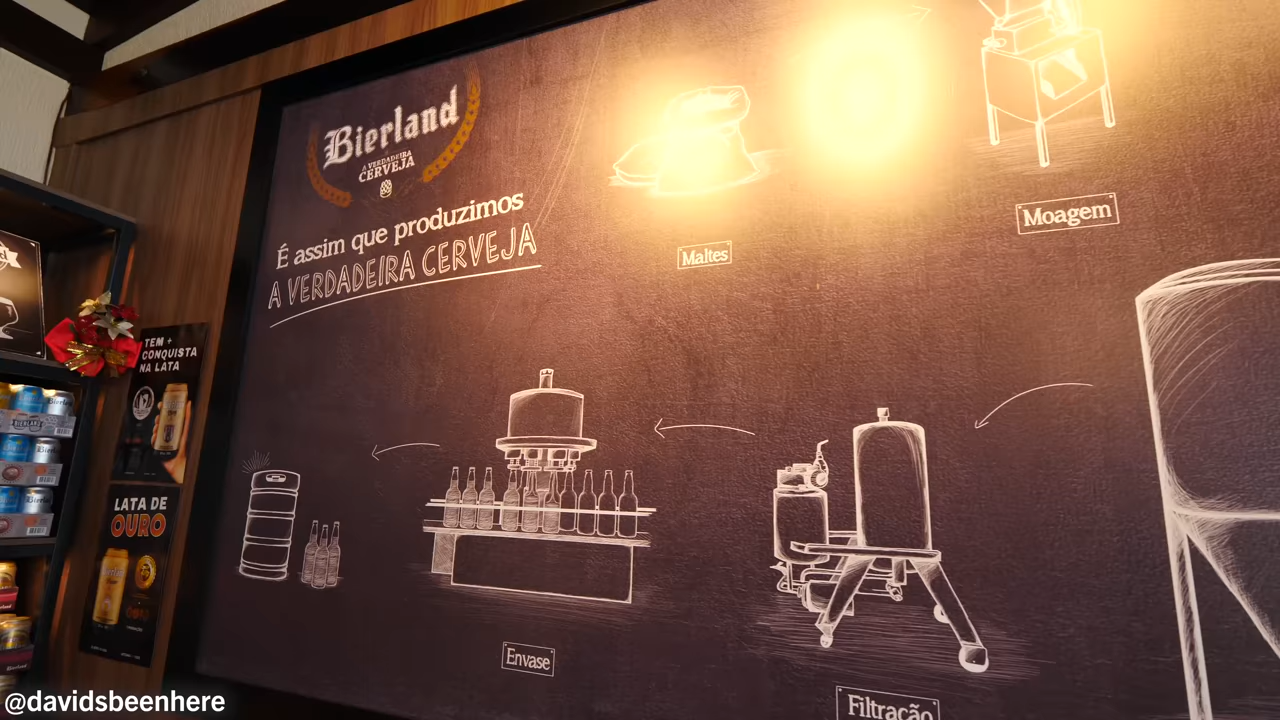 Bierland
A VERDADEIRA
CERVEJA
É assim que produzimos
A VERDADEIRA CERVEJA
Maltes
Moagem
Envase
Filtração
TEM +
CONQUISTA
NA LATA
LATA DE
OURO
@davidsbeenhere